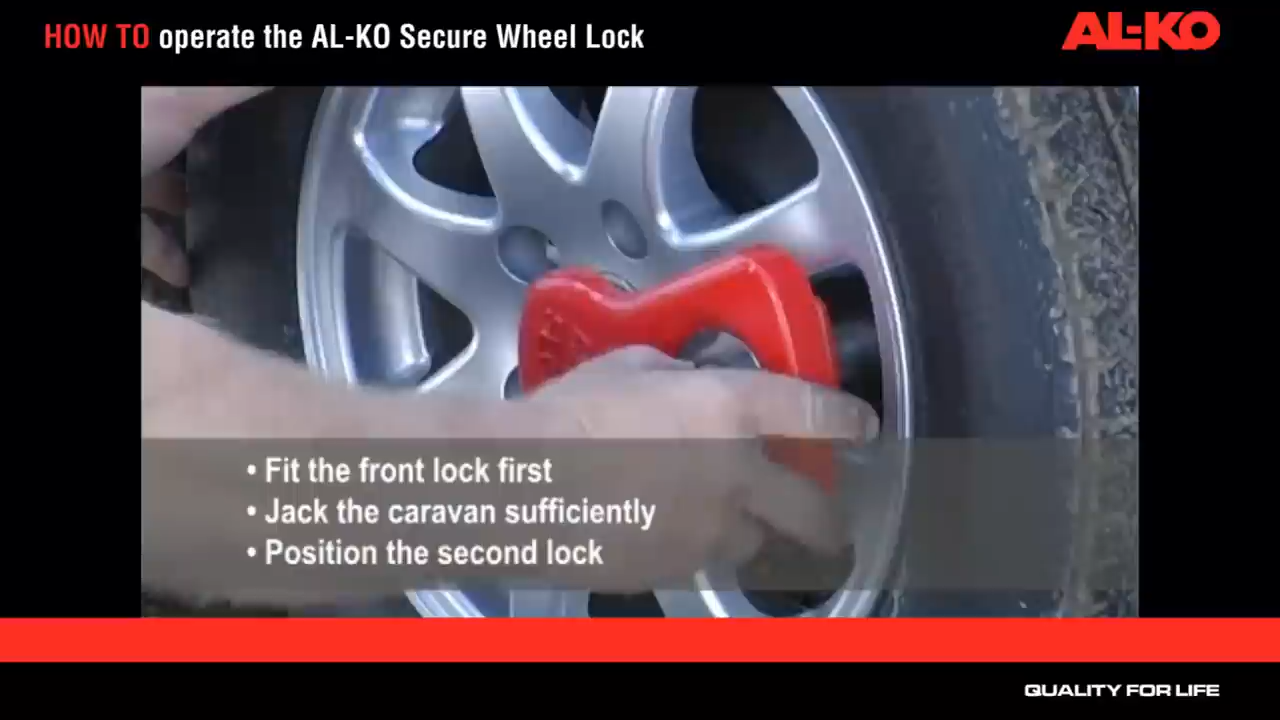 HOW TO operate the AL-KO Secure Wheel Lock
AL-KO
• Fit the front lock first
• Jack the caravan sufficiently
• Position the second lock
QUALITY FOR LIFE